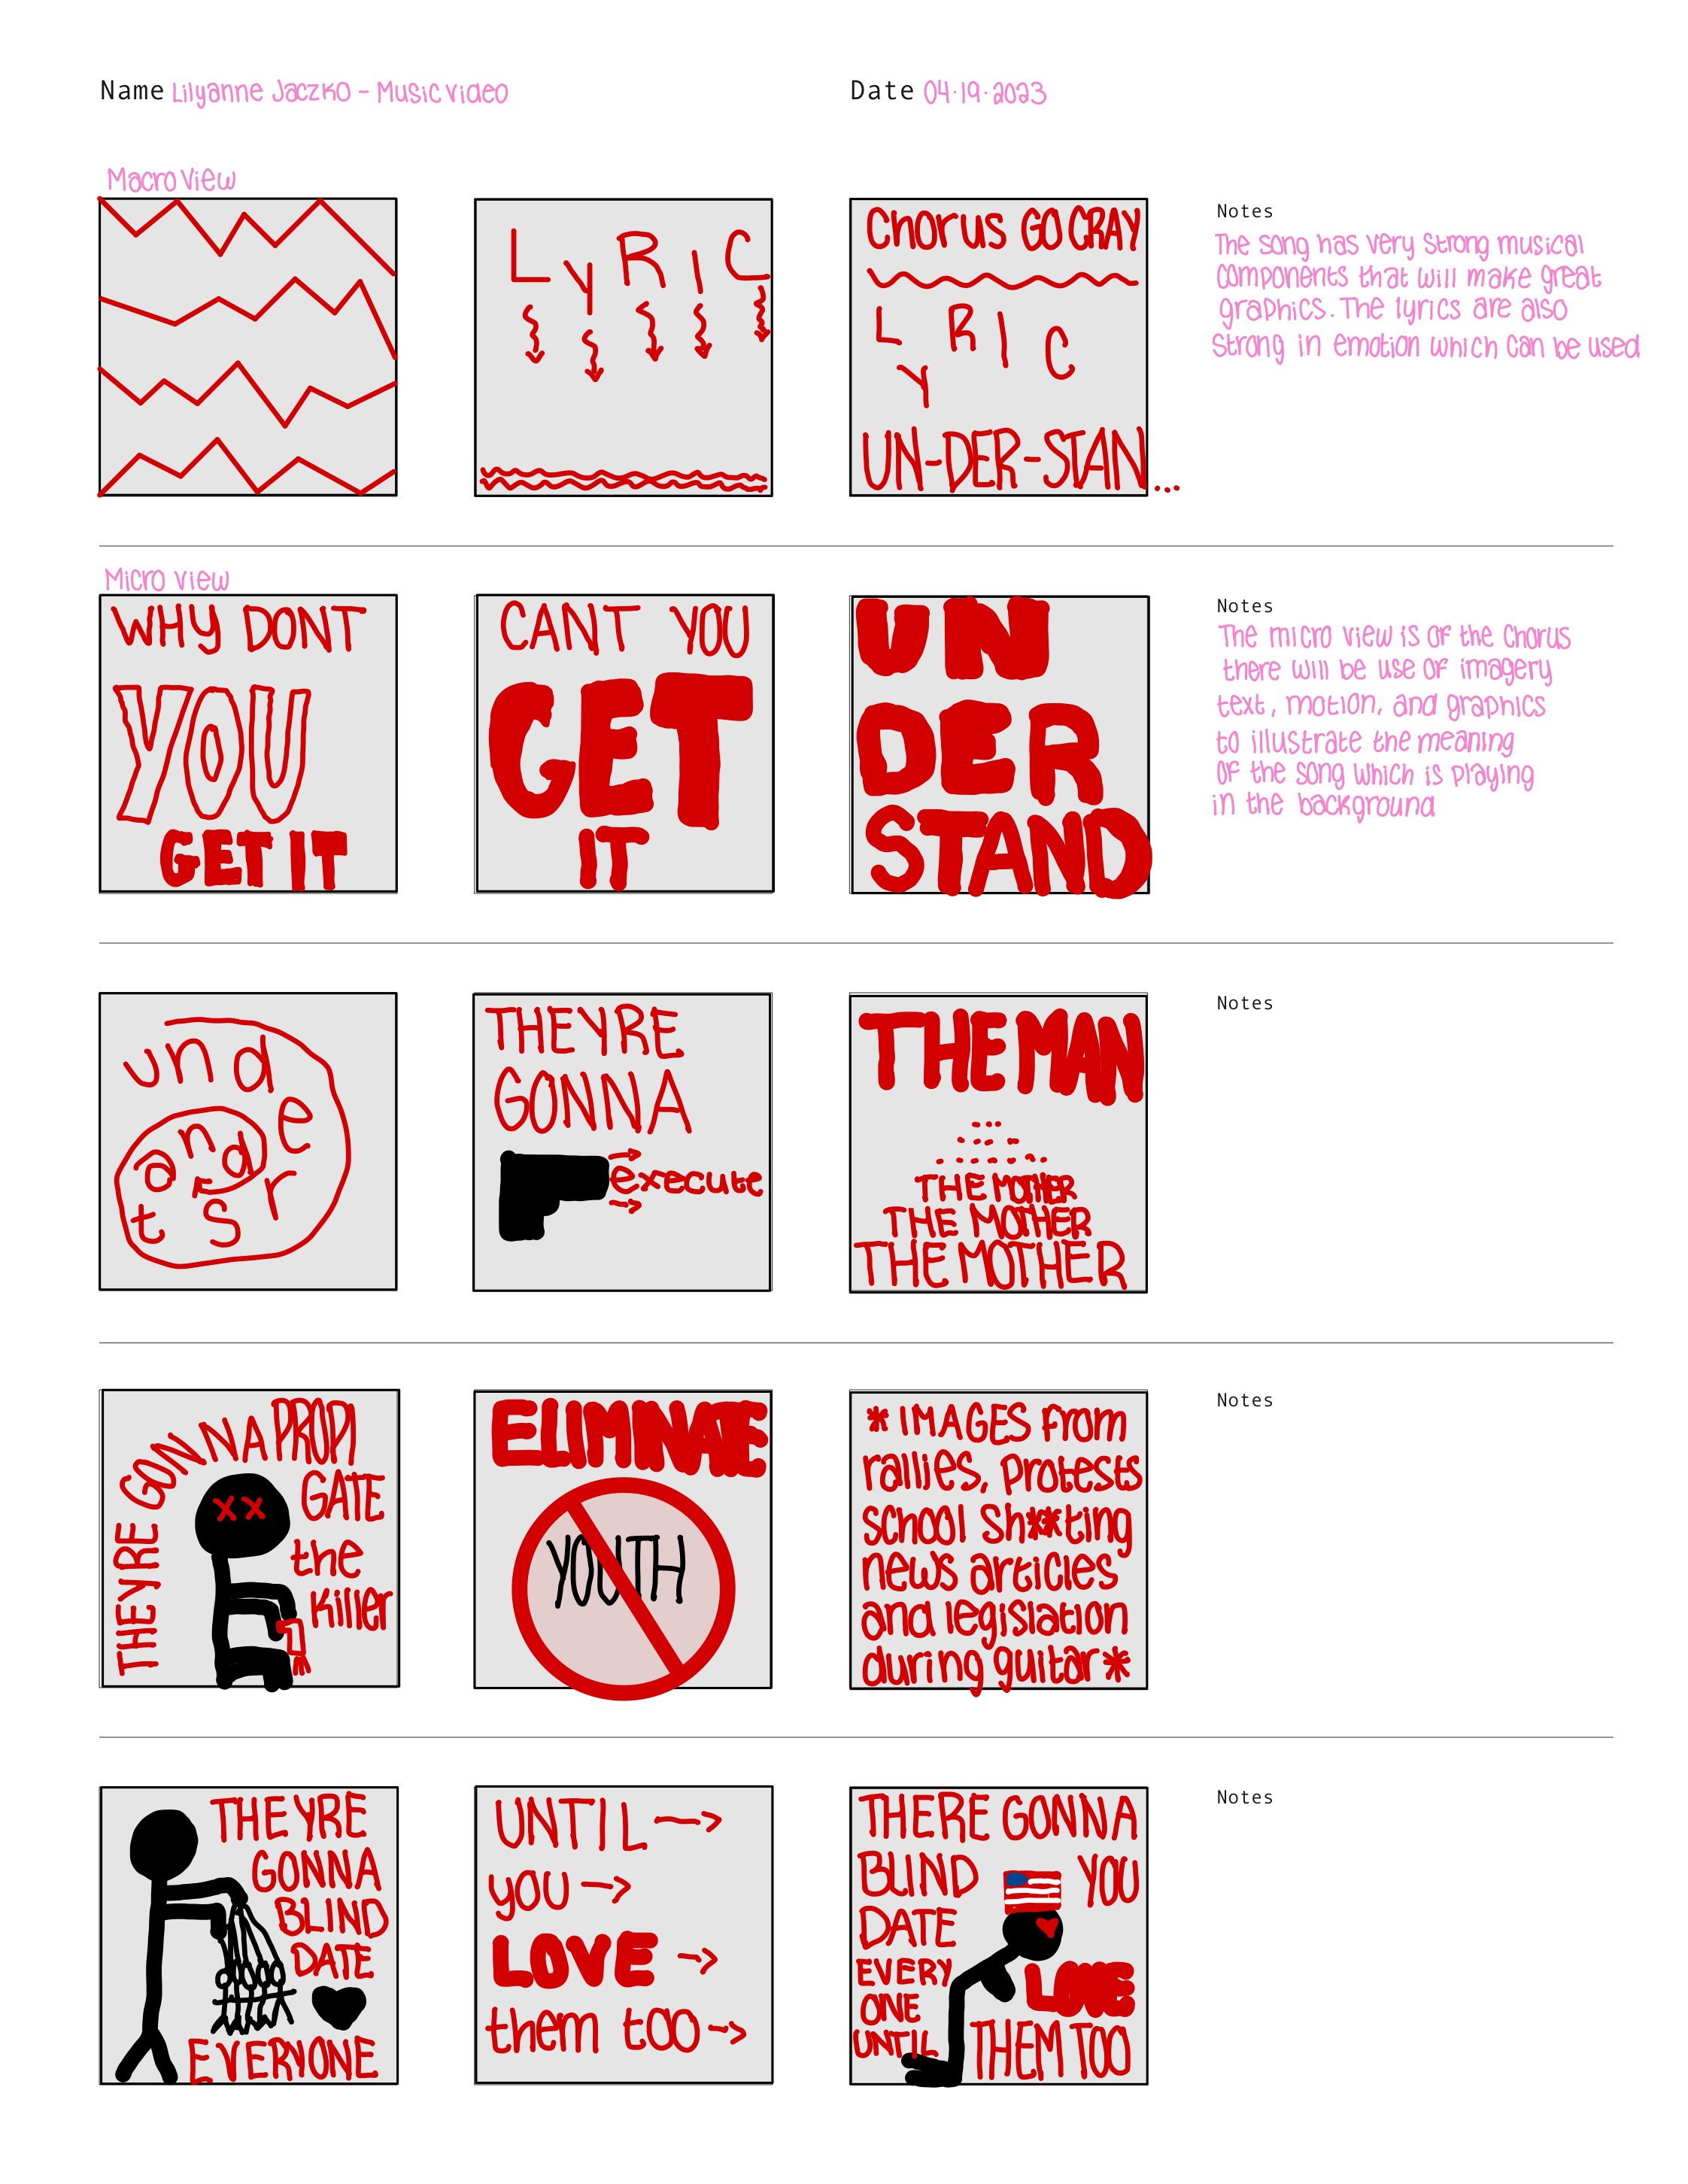 Name Lilyanne Jaczko - Music video
Date 04.19.2023
Macro View
LYRIC
Chorus GO CRAY
LYRIC
UN-DER-STAN...
Notes
The song has very strong musical
components that will make great
graphics. The lyrics are also
strong in emotion which can be used
Micro View
WHY DONT
YOU
GET IT
CANT YOU
GET
IT
UN
DER
STAND
Notes
The micro view is of the chorus
there will be use of imagery
text, motion, and graphics
to illustrate the meaning
of the song which is playing
in the background
understand
THEYRE
GONNA
execute
THE MAN
THE MOTHER
THE MOTHER
THE MOTHER
Notes
THEYRE GONNA PROPI
GATE
the
killer
XX
ELIMINATE
YOUTH
* IMAGES from
rallies, protests
school sh**ting
news articles
and legislation
during guitar *
Notes
THEYRE
GONNA
BLIND
DATE
EVERYONE
UNTIL
you
LOVE
them too
THERE GONNA
BLIND YOU
DATE
EVERY
ONE LOVE
UNTIL THEM TOO
Notes